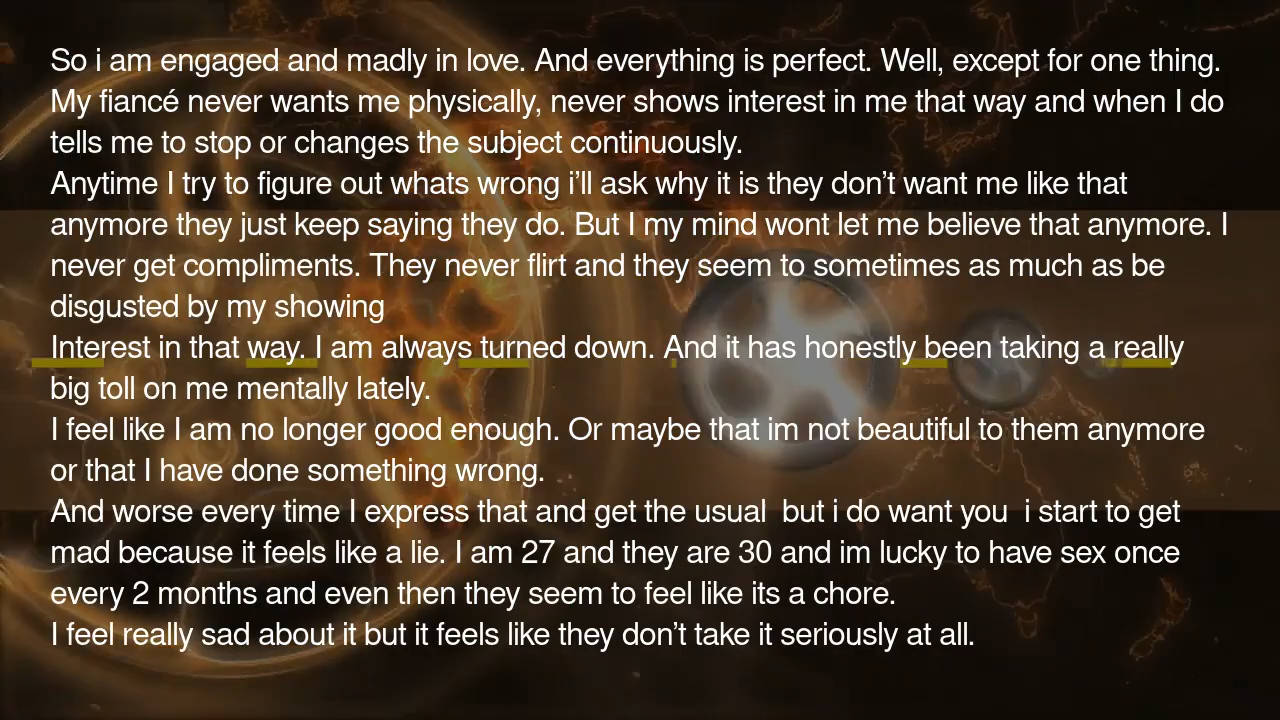 So i am engaged and madly in love. And everything is perfect. Well, except for one thing.
My fiancé never wants me physically, never shows interest in me that way and when I do
tells me to stop or changes the subject continuously.
Anytime I try to figure out whats wrong i’ll ask why it is they don’t want me like that
anymore they just keep saying they do. But I my mind wont let me believe that anymore. I
never get compliments. They never flirt and they seem to sometimes as much as be
disgusted by my showing
Interest in that way. I am always turned down. And it has honestly been taking a really
big toll on me mentally lately.
I feel like I am no longer good enough. Or maybe that im not beautiful to them anymore
or that I have done something wrong.
And worse every time I express that and get the usual  but i do want you  i start to get
mad because it feels like a lie. I am 27 and they are 30 and im lucky to have sex once
every 2 months and even then they seem to feel like its a chore.
I feel really sad about it but it feels like they don’t take it seriously at all.